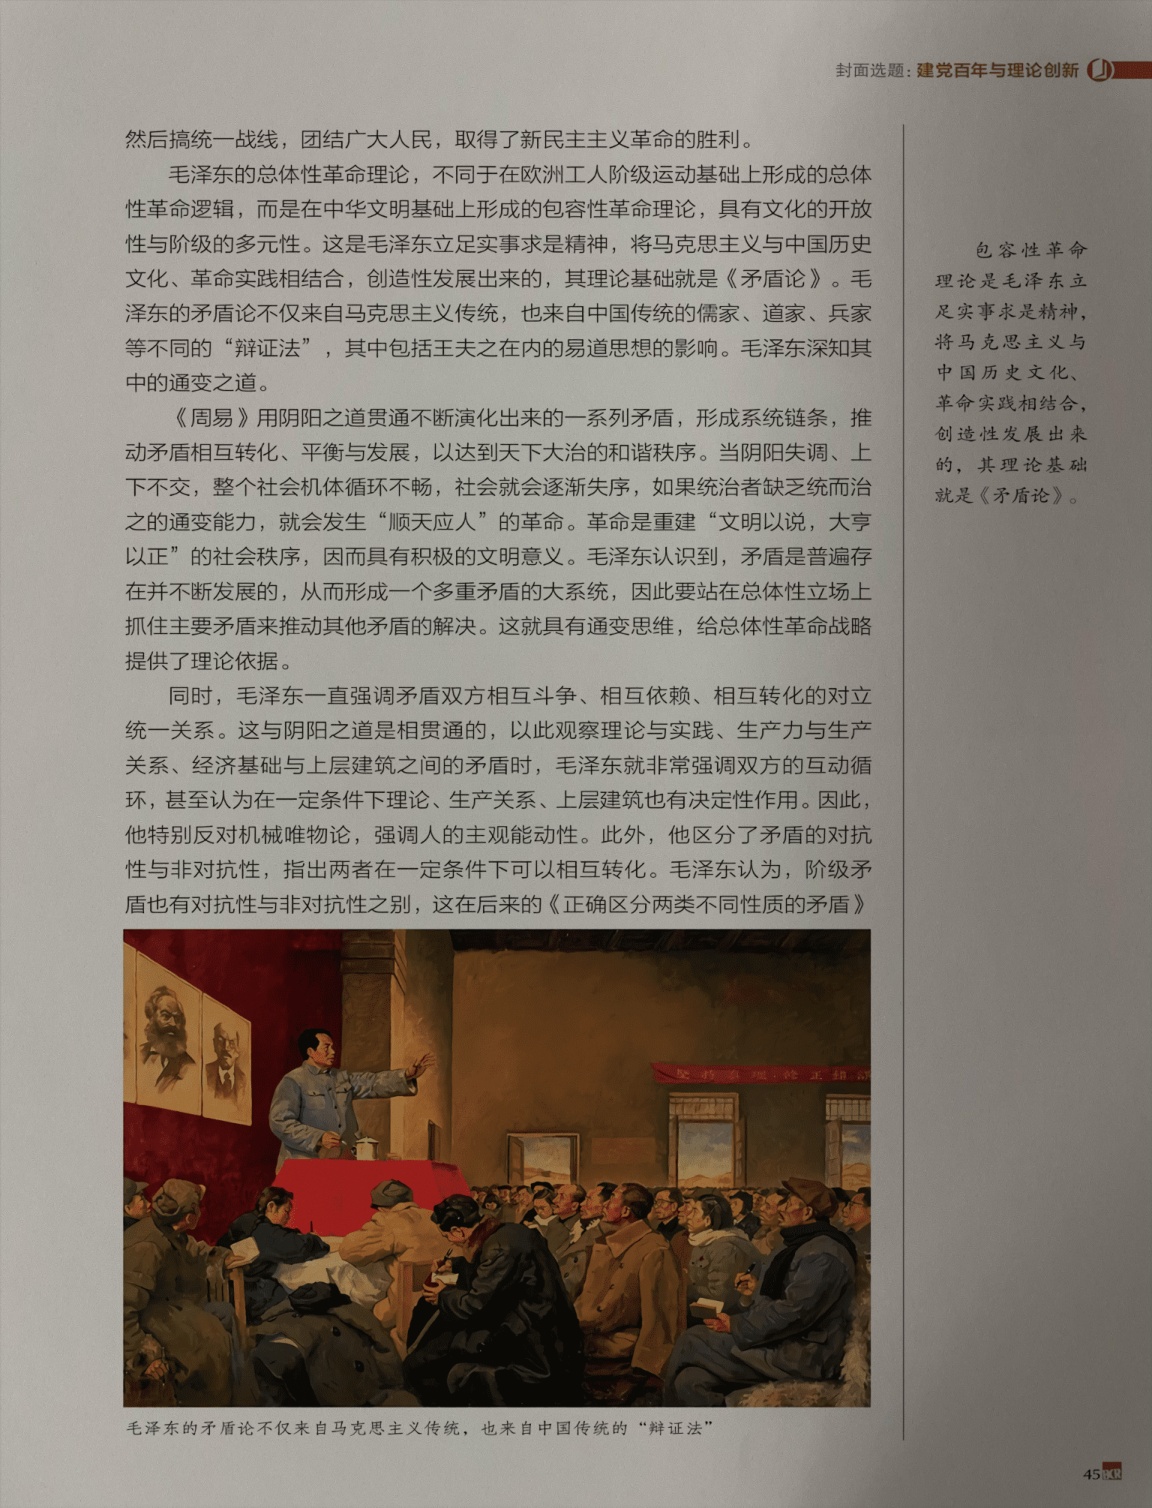 封面选题：建党百年与理论创新
然后搞统一战线，团结广大人民，取得了新民主主义革命的胜利。
毛泽东的总体性革命理论，不同于在欧洲工人阶级运动基础上形成的总体
性革命逻辑，而是在中华文明基础上形成的包容性革命理论，具有文化的开放
性与阶级的多元性。这是毛泽东立足实事求是精神，将马克思主义与中国历史
文化、革命实践相结合，创造性发展出来的，其理论基础就是《矛盾论》。毛
泽东的矛盾论不仅来自马克思主义传统，也来自中国传统的儒家、道家、兵家
等不同的“辩证法”，其中包括王夫之在内的易道思想的影响。毛泽东深知其
中的通变之道。
《周易》用阴阳之道贯通不断演化出来的一系列矛盾，形成系统链条，推
动矛盾相互转化、平衡与发展，以达到天下大治的和谐秩序。当阴阳失调、上
下不交，整个社会机体循环不畅，社会就会逐渐失序，如果统治者缺乏统而治
之的通变能力，就会发生“顺天应人”的革命。革命是重建“文明以说，大亨
以正”的社会秩序，因而具有积极的文明意义。毛泽东认识到，矛盾是普遍存
在并不断发展的，从而形成一个多重矛盾的大系统，因此要站在总体性立场上
抓住主要矛盾来推动其他矛盾的解决。这就具有通变思维，给总体性革命战略
提供了理论依据。
同时，毛泽东一直强调矛盾双方相互斗争、相互依赖、相互转化的对立
统一关系。这与阴阳之道是相贯通的，以此观察理论与实践、生产力与生产
关系、经济基础与上层建筑之间的矛盾时，毛泽东就非常强调双方的互动循
环，甚至认为在一定条件下理论、生产关系、上层建筑也有决定性作用。因此，
他特别反对机械唯物论，强调人的主观能动性。此外，他区分了矛盾的对抗
性与非对抗性，指出两者在一定条件下可以相互转化。毛泽东认为，阶级矛
盾也有对抗性与非对抗性之别，这在后来的《正确区分两类不同性质的矛盾》
包容性革命
理论是毛泽东立
足实事求是精神，
将马克思主义与
中国历史文化、
革命实践相结合，
创造性发展出来
的，其理论基础
就是《矛盾论》。
毛泽东的矛盾论不仅来自马克思主义传统，也来自中国传统的“辩证法”
45